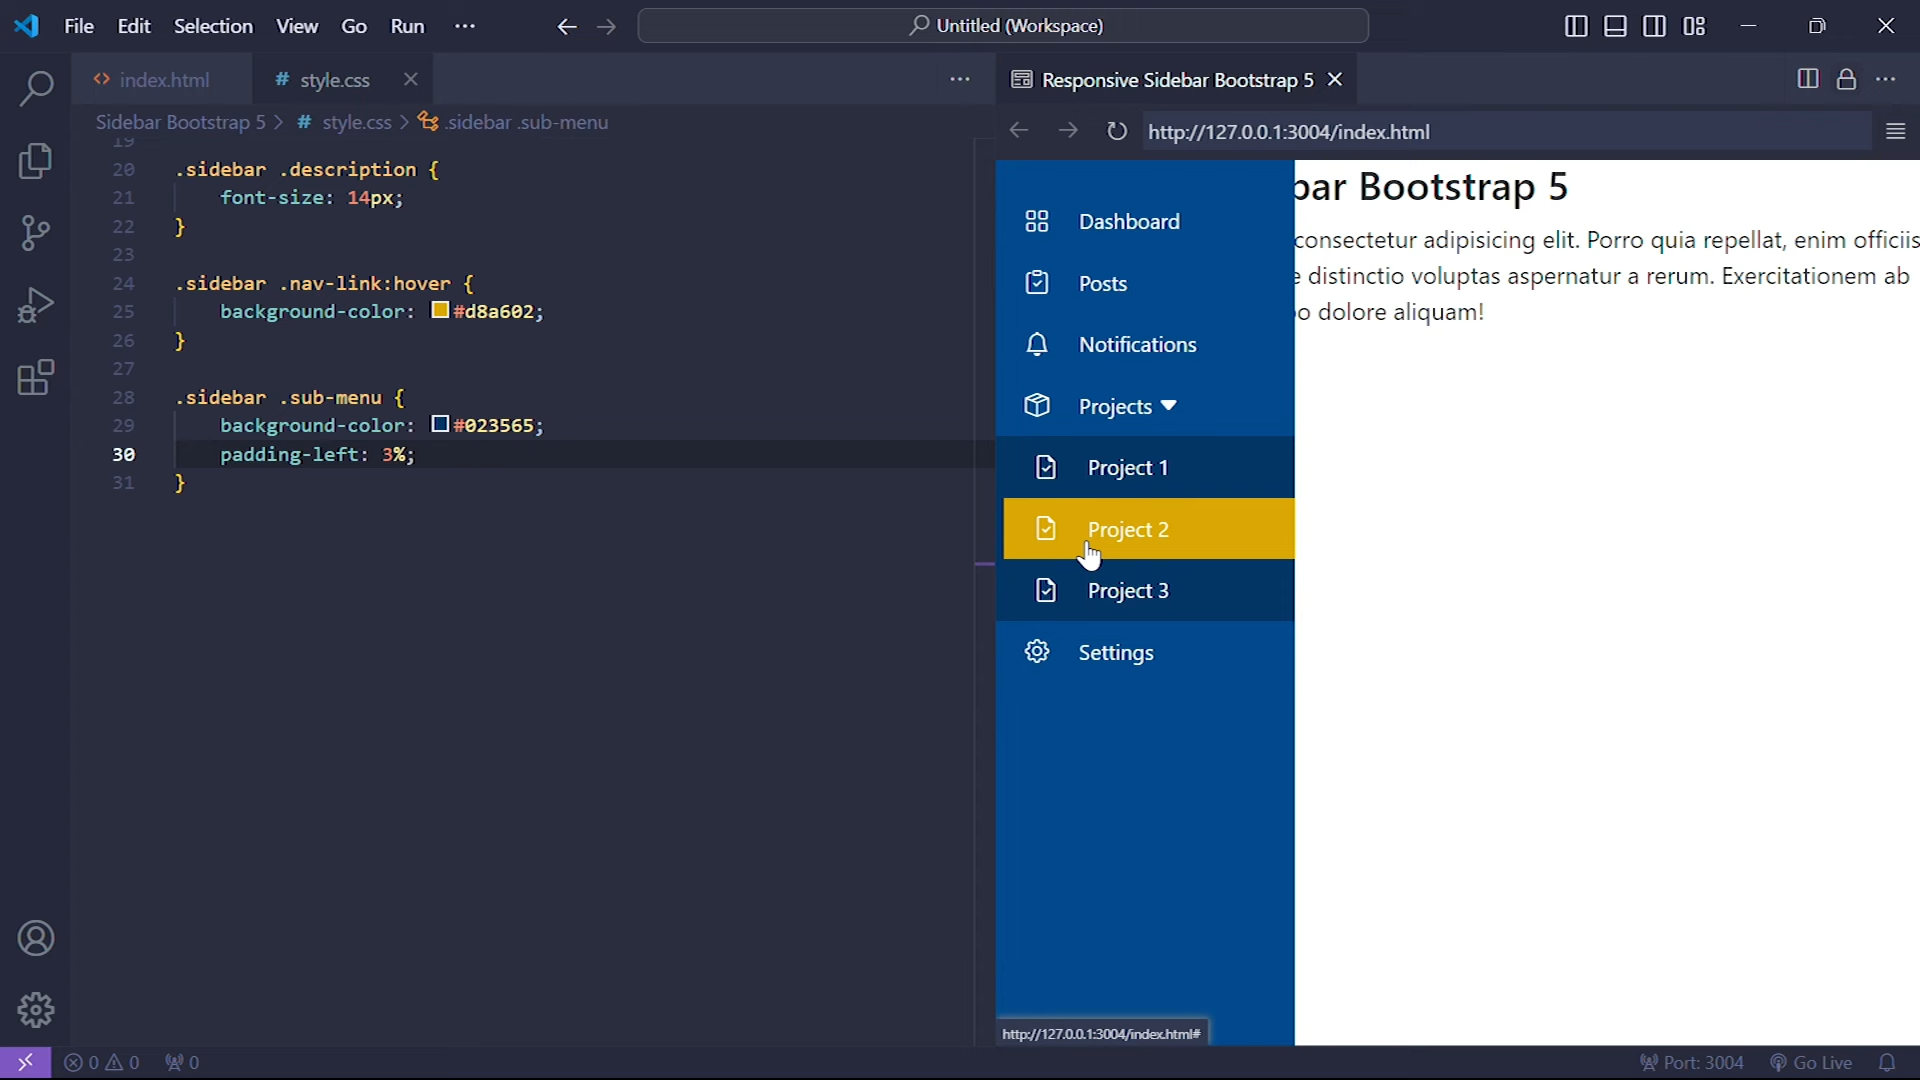 File Edit Selection View Go Run ··· Untitled (Workspace)
index.html # style.css ···
Sidebar Bootstrap 5 > # style.css > .sidebar .sub-menu
19
20 .sidebar .description {
21 font-size: 14px;
22 }
23
24 .sidebar .nav-link:hover {
25 background-color: #d8a602;
26 }
27
28 .sidebar .sub-menu {
29 background-color: #023565;
30 padding-left: 3%;
31 }
Responsive Sidebar Bootstrap 5 ···
http://127.0.0.1:3004/index.html
bar Bootstrap 5
consectetur adipisicing elit. Porro quia repellat, enim officiis
distinctio voluptas aspernatur a rerum. Exercitationem ab
dolore aliquam!
Dashboard
Posts
Notifications
Projects
Project 1
Project 2
Project 3
Settings
http://127.0.0.1:3004/index.html#
0 0 0 Port: 3004 Go Live